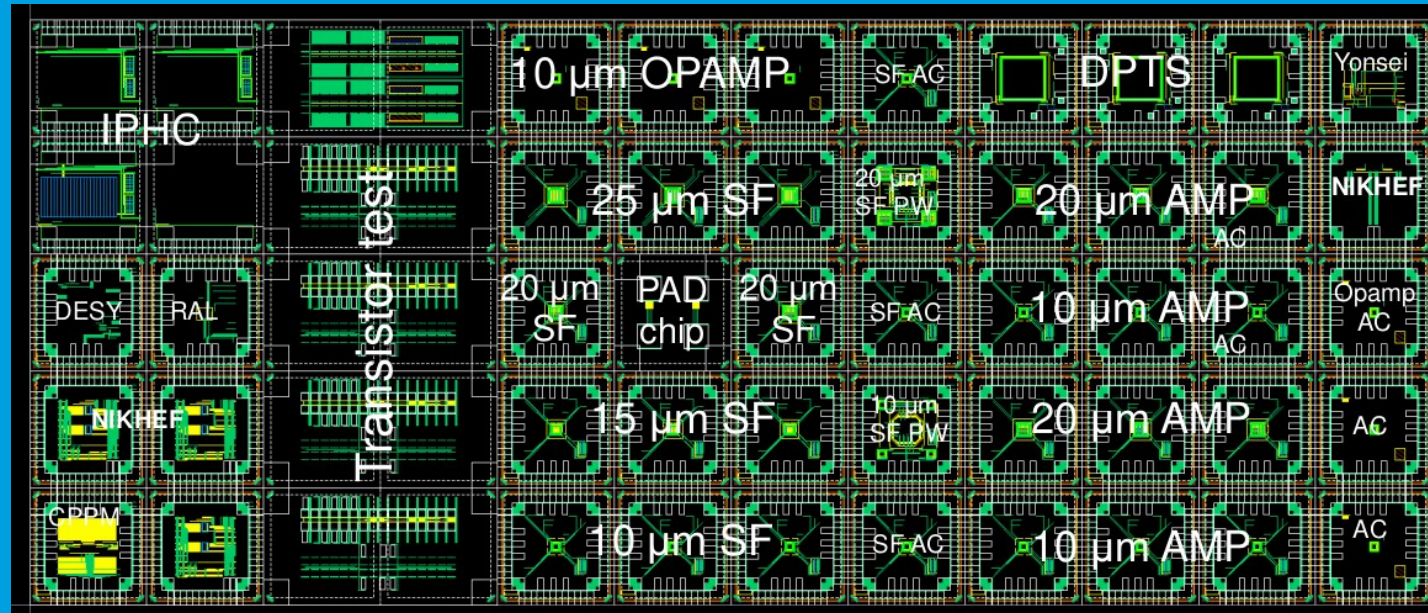 10 µm OPAMP
SF AC
DPTS
Yonsei
IPHC
Transistor test
25 µm SF
20 µm
SF PW
20 µm AMP
AC
NIKHEF
DESY
RAL
20 µm
SF
PAD
chip
20 µm
SF
SF AC
10 µm AMP
AC
Opamp
AC
NIKHEF
15 µm SF
10 µm
SF PW
20 µm AMP
AC
CPPM
10 µm SF
SF AC
10 µm AMP
AC